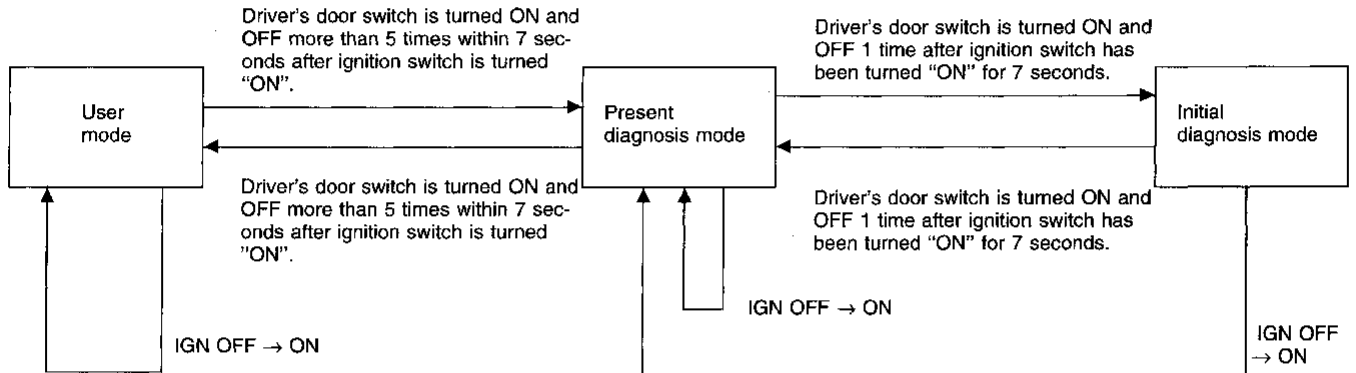 Driver's door switch is turned ON and
OFF more than 5 times within 7 sec-
onds after ignition switch is turned
"ON".
Driver's door switch is turned ON and
OFF 1 time after ignition switch has
been turned "ON" for 7 seconds.
User
mode
Present
diagnosis mode
Initial
diagnosis mode
Driver's door switch is turned ON and
OFF more than 5 times within 7 sec-
onds after ignition switch is turned
"ON".
Driver's door switch is turned ON and
OFF 1 time after ignition switch has
been turned "ON" for 7 seconds.
IGN OFF → ON
IGN OFF → ON
IGN OFF
→ ON